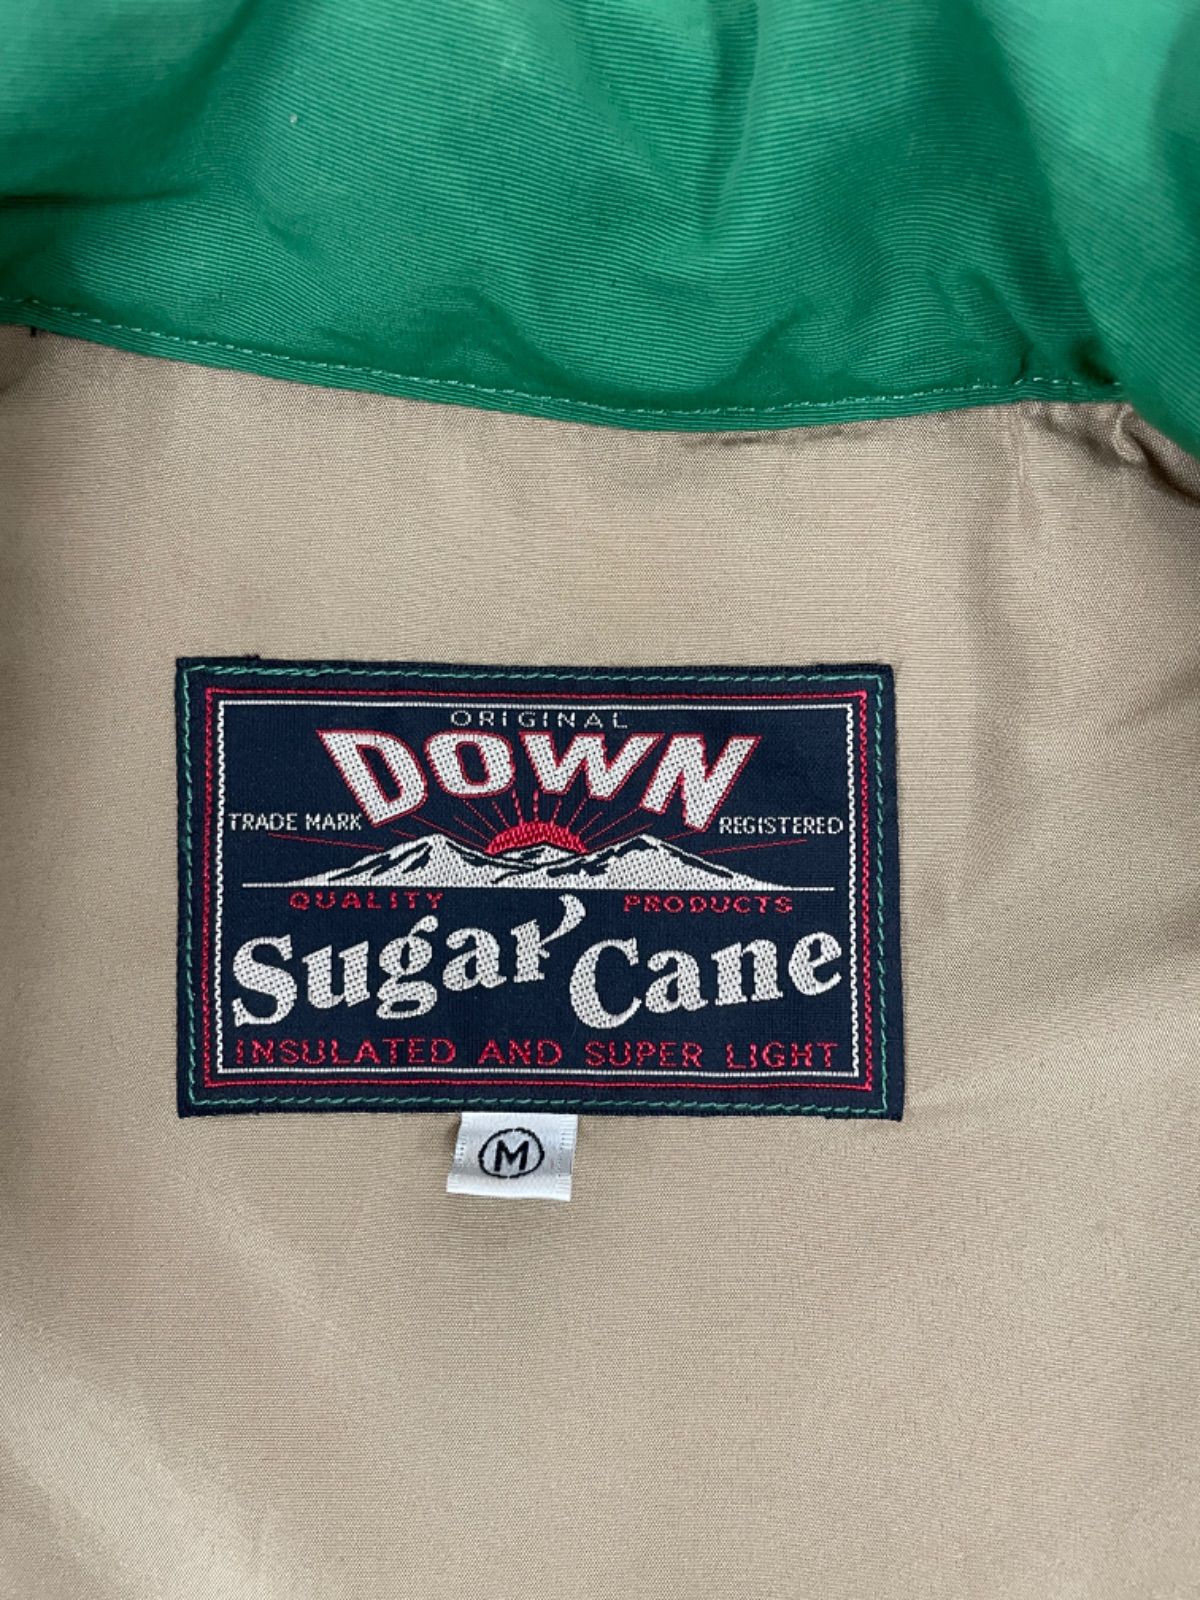 ORIGINAL
DOWN
TRADE MARK
REGISTERED
QUALITY PRODUCTS
Sugar Cane
INSULATED AND SUPER LIGHT
M